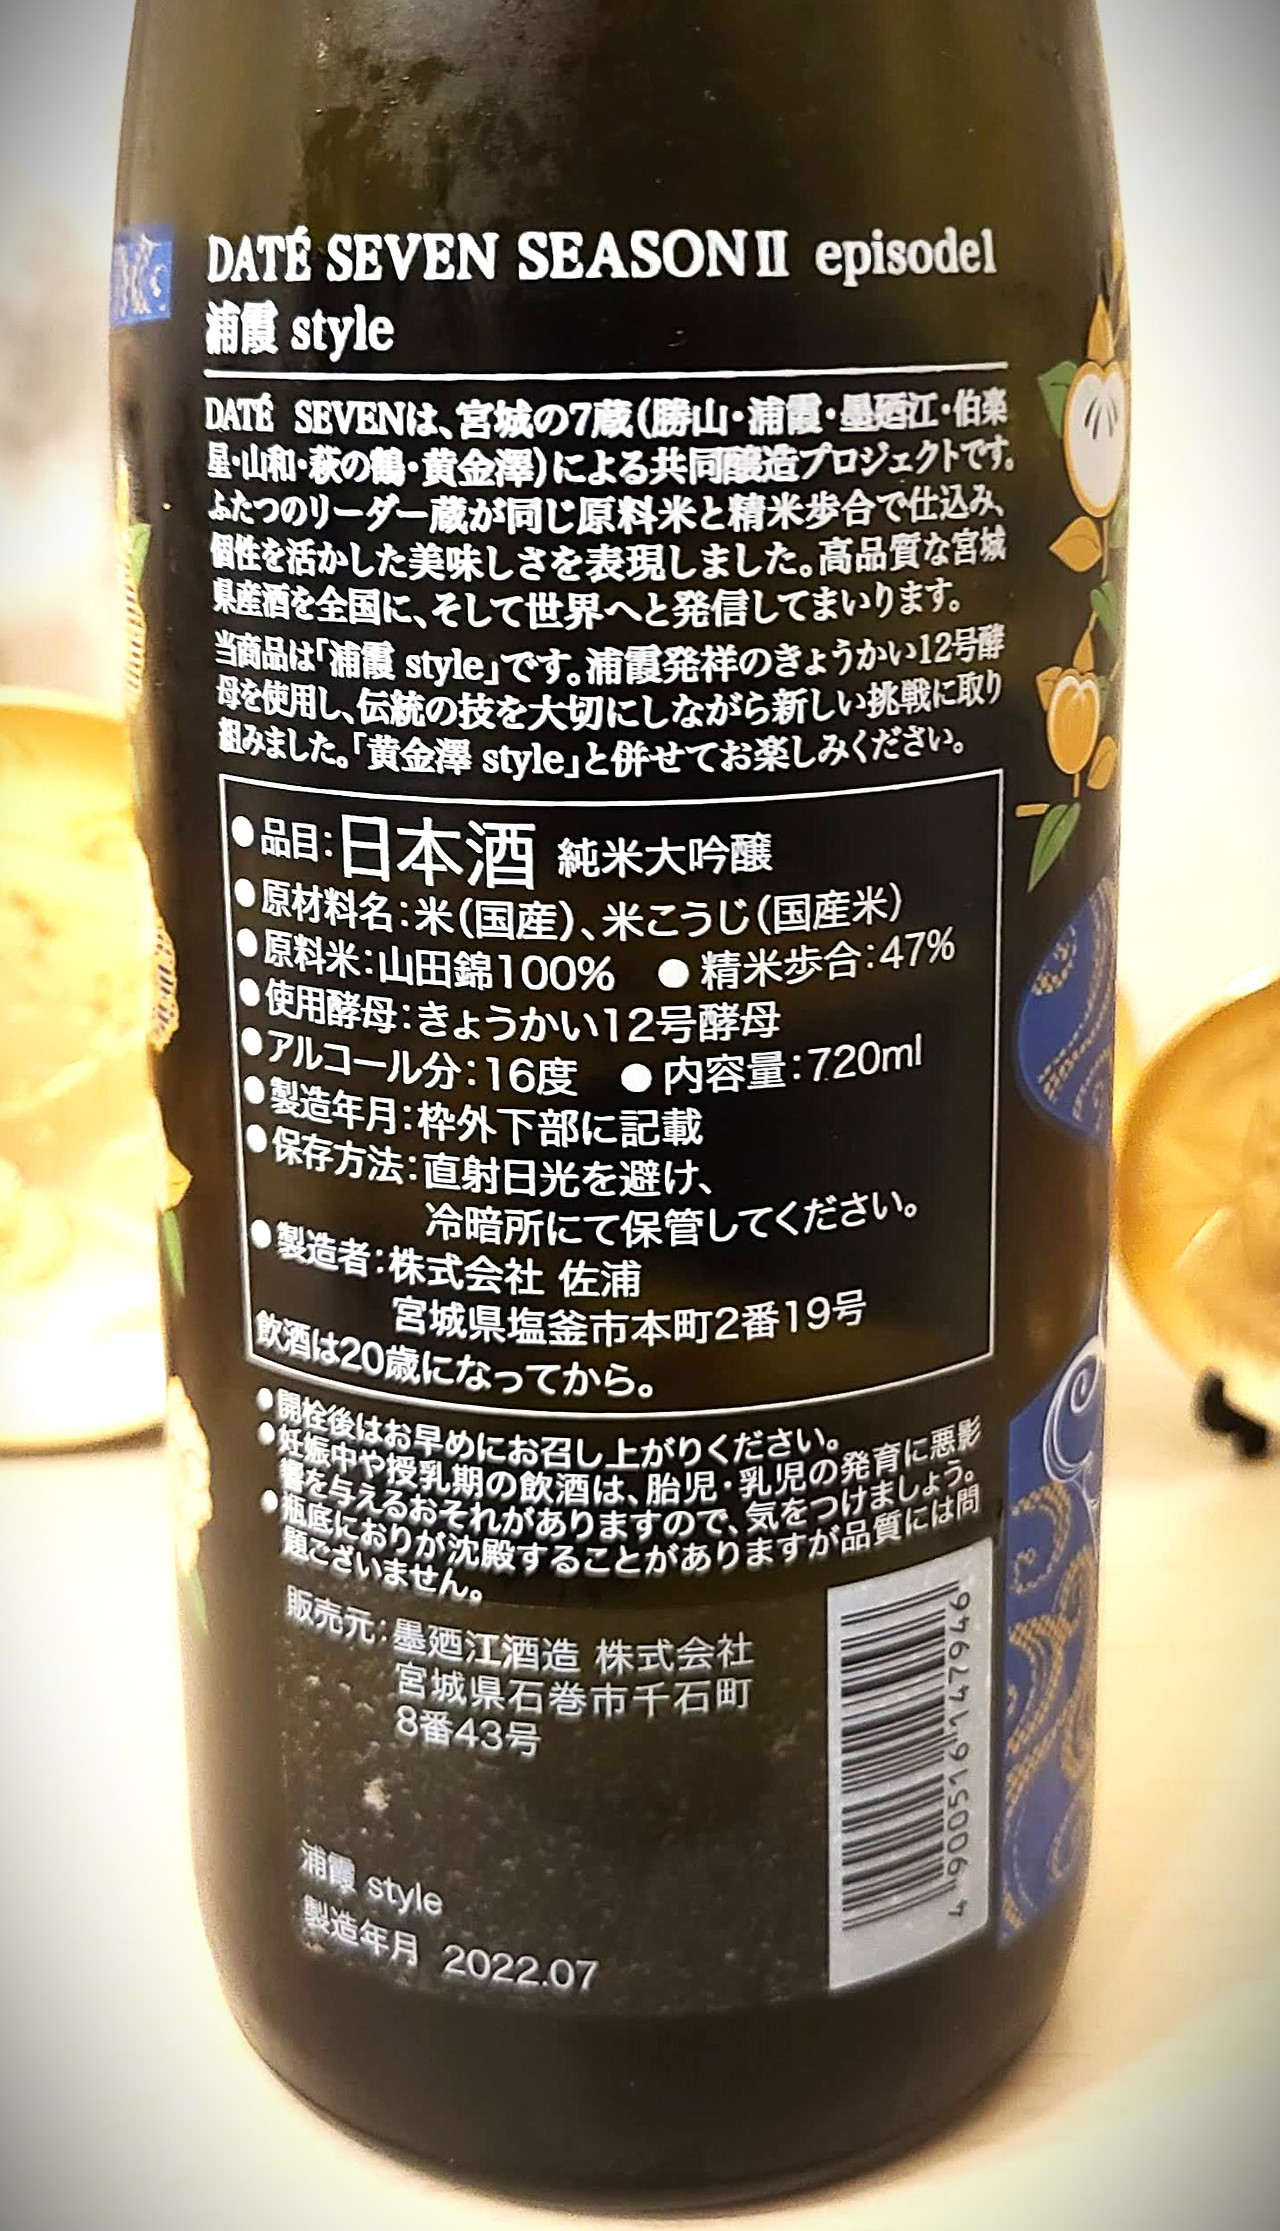 DATÉ SEVEN SEASONⅡ episode1
浦霞 style
DATÉ SEVENは、宮城の7蔵(勝山・浦霞・墨廼江・伯楽
星・山和・萩の鶴・黄金澤)による共同醸造プロジェクトです。
ふたつのリーダー蔵が同じ原料米と精米歩合で仕込み、
個性を活かした美味しさを表現しました。高品質な宮城
県産酒を全国に、そして世界へと発信してまいります。
当商品は「浦霞 style」です。浦霞発祥のきょうかい12号酵
母を使用し、伝統の技を大切にしながら新しい挑戦に取り
組みました。「黄金澤 style」と併せてお楽しみください。
●品目:日本酒 純米大吟醸
●原材料名:米(国産)、米こうじ(国産米)
●原料米:山田錦100% ●精米歩合:47%
●使用酵母:きょうかい12号酵母
●アルコール分:16度 ●内容量:720ml
●製造年月:枠外下部に記載
●保存方法:直射日光を避け、
冷暗所にて保管してください。
●製造者:株式会社 佐浦
宮城県塩釜市本町2番19号
飲酒は20歳になってから。
●開栓後はお早めにお召し上がりください。
●妊娠中や授乳期の飲酒は、胎児・乳児の発育に悪影
響を与えるおそれがありますので、気をつけましょう。
●瓶底におりが沈殿することがありますが品質には問
題ございません。
販売元:墨廼江酒造 株式会社
宮城県石巻市千石町
8番43号
4 906150 147946
浦霞 style
製造年月 2022.07